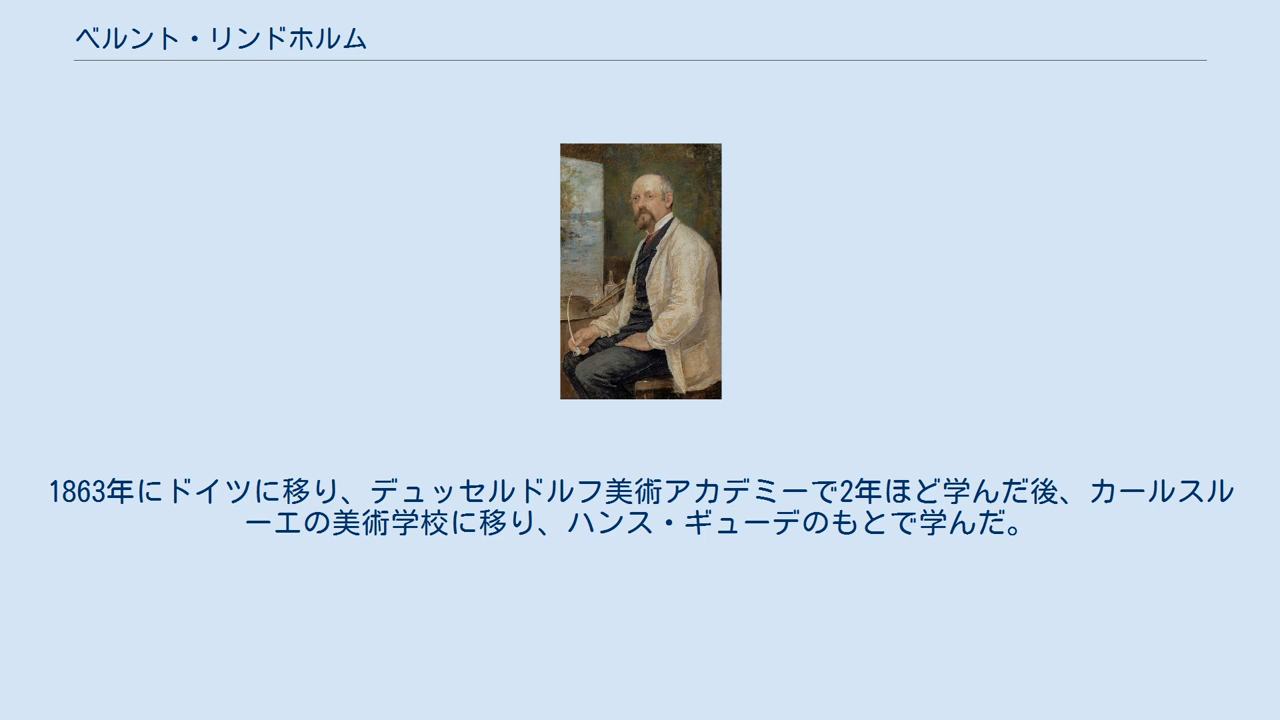 ベルント・リンドホルム
1863年にドイツに移り、デュッセルドルフ美術アカデミーで2年ほど学んだ後、カールスル
ーエの美術学校に移り、ハンス・ギューデのもとで学んだ。